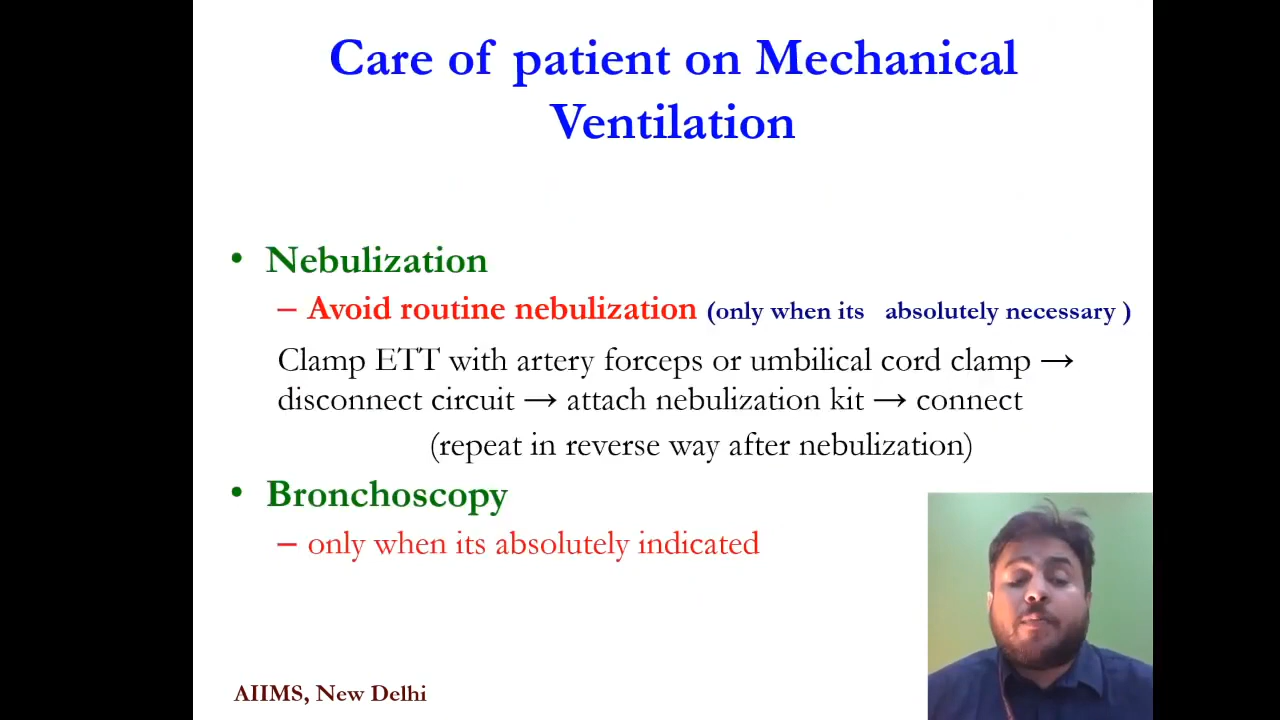 Care of patient on Mechanical
Ventilation
• Nebulization
– Avoid routine nebulization (only when its absolutely necessary )
Clamp ETT with artery forceps or umbilical cord clamp →
disconnect circuit → attach nebulization kit → connect
(repeat in reverse way after nebulization)
• Bronchoscopy
– only when its absolutely indicated
AIIMS, New Delhi